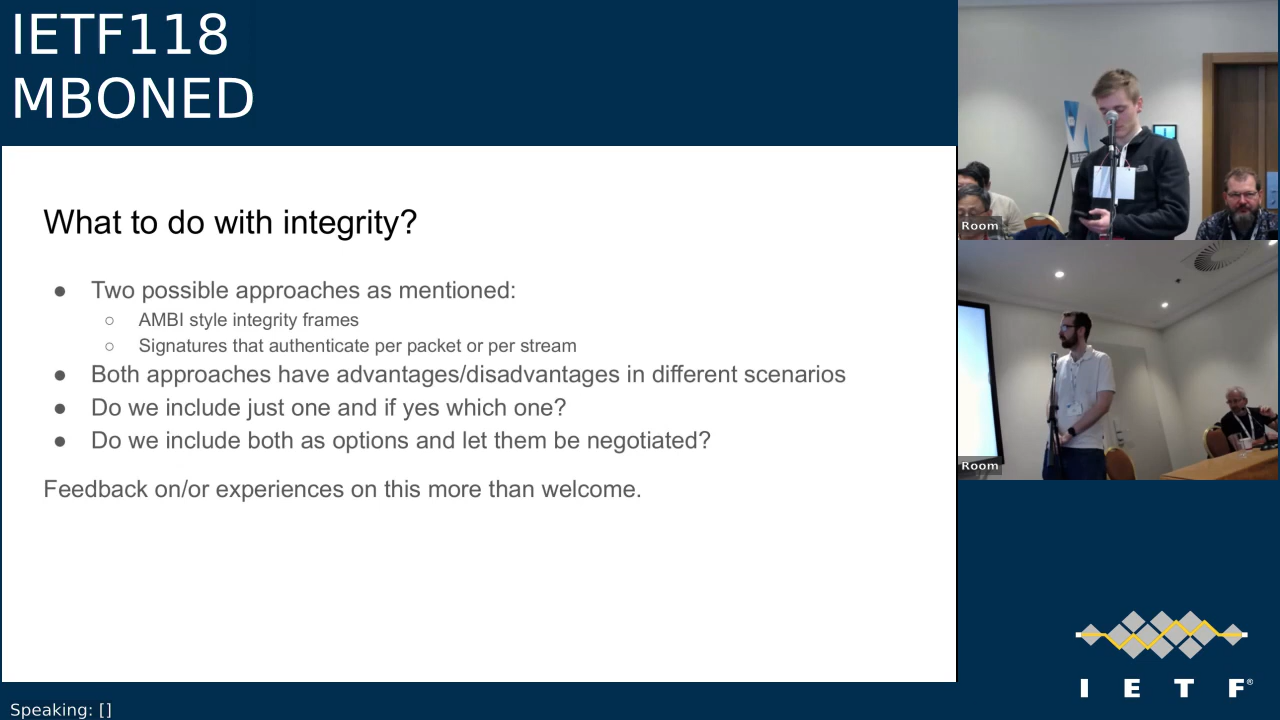 IETF118
MBONED
What to do with integrity?
● Two possible approaches as mentioned:
○ AMBI style integrity frames
○ Signatures that authenticate per packet or per stream
● Both approaches have advantages/disadvantages in different scenarios
● Do we include just one and if yes which one?
● Do we include both as options and let them be negotiated?
Feedback on/or experiences on this more than welcome.
Room
Room
I E T F®
Speaking: []